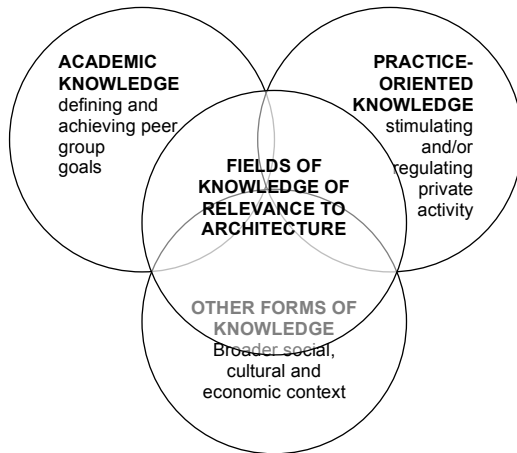 ACADEMIC
KNOWLEDGE
defining and
achieving peer
group
goals
PRACTICE-
ORIENTED
KNOWLEDGE
stimulating
and/or
regulating
private
activity
FIELDS OF
KNOWLEDGE OF
RELEVANCE TO
ARCHITECTURE
OTHER FORMS OF
KNOWLEDGE
Broader social,
cultural and
economic context